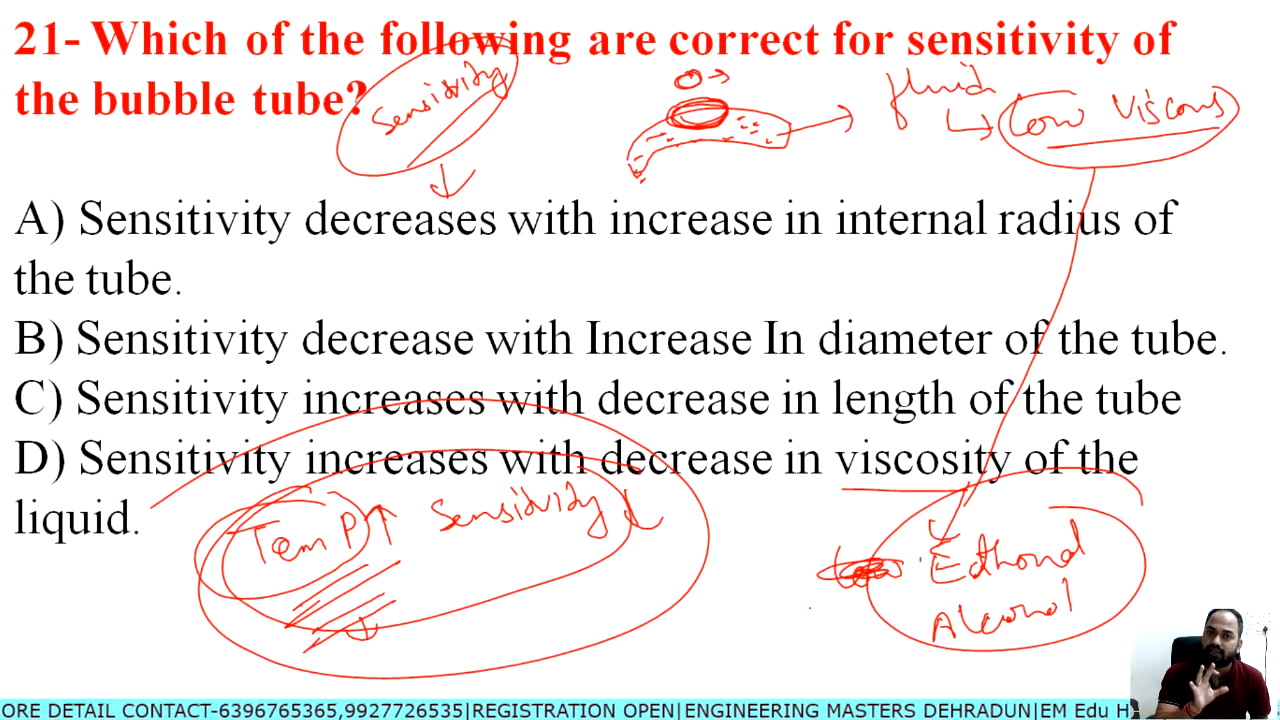 21- Which of the following are correct for sensitivity of
the bubble tube?
Sensitivity
fluid
Low Viscous
A) Sensitivity decreases with increase in internal radius of
the tube.
B) Sensitivity decrease with Increase In diameter of the tube.
C) Sensitivity increases with decrease in length of the tube
D) Sensitivity increases with decrease in viscosity of the
liquid.
Temp↑ Sensitivity↓
Alcohol
ORE DETAIL CONTACT-6396765365,9927726535|REGISTRATION OPEN|ENGINEERING MASTERS DEHRADUN|EM Edu H